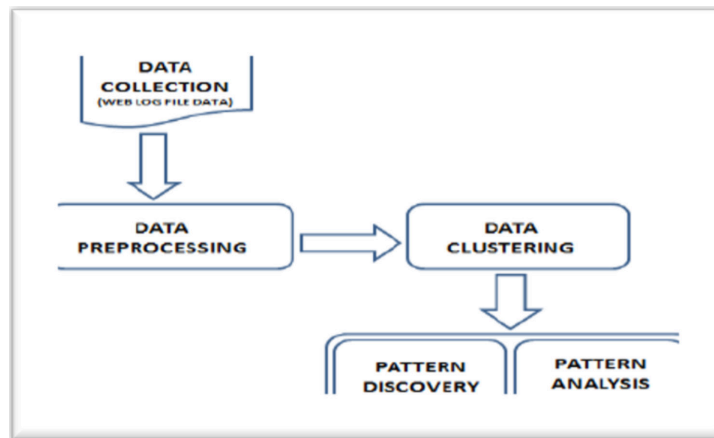 DATA
COLLECTION
(WEB LOG FILE DATA)
DATA
PREPROCESSING
DATA
CLUSTERING
PATTERN
DISCOVERY
PATTERN
ANALYSIS